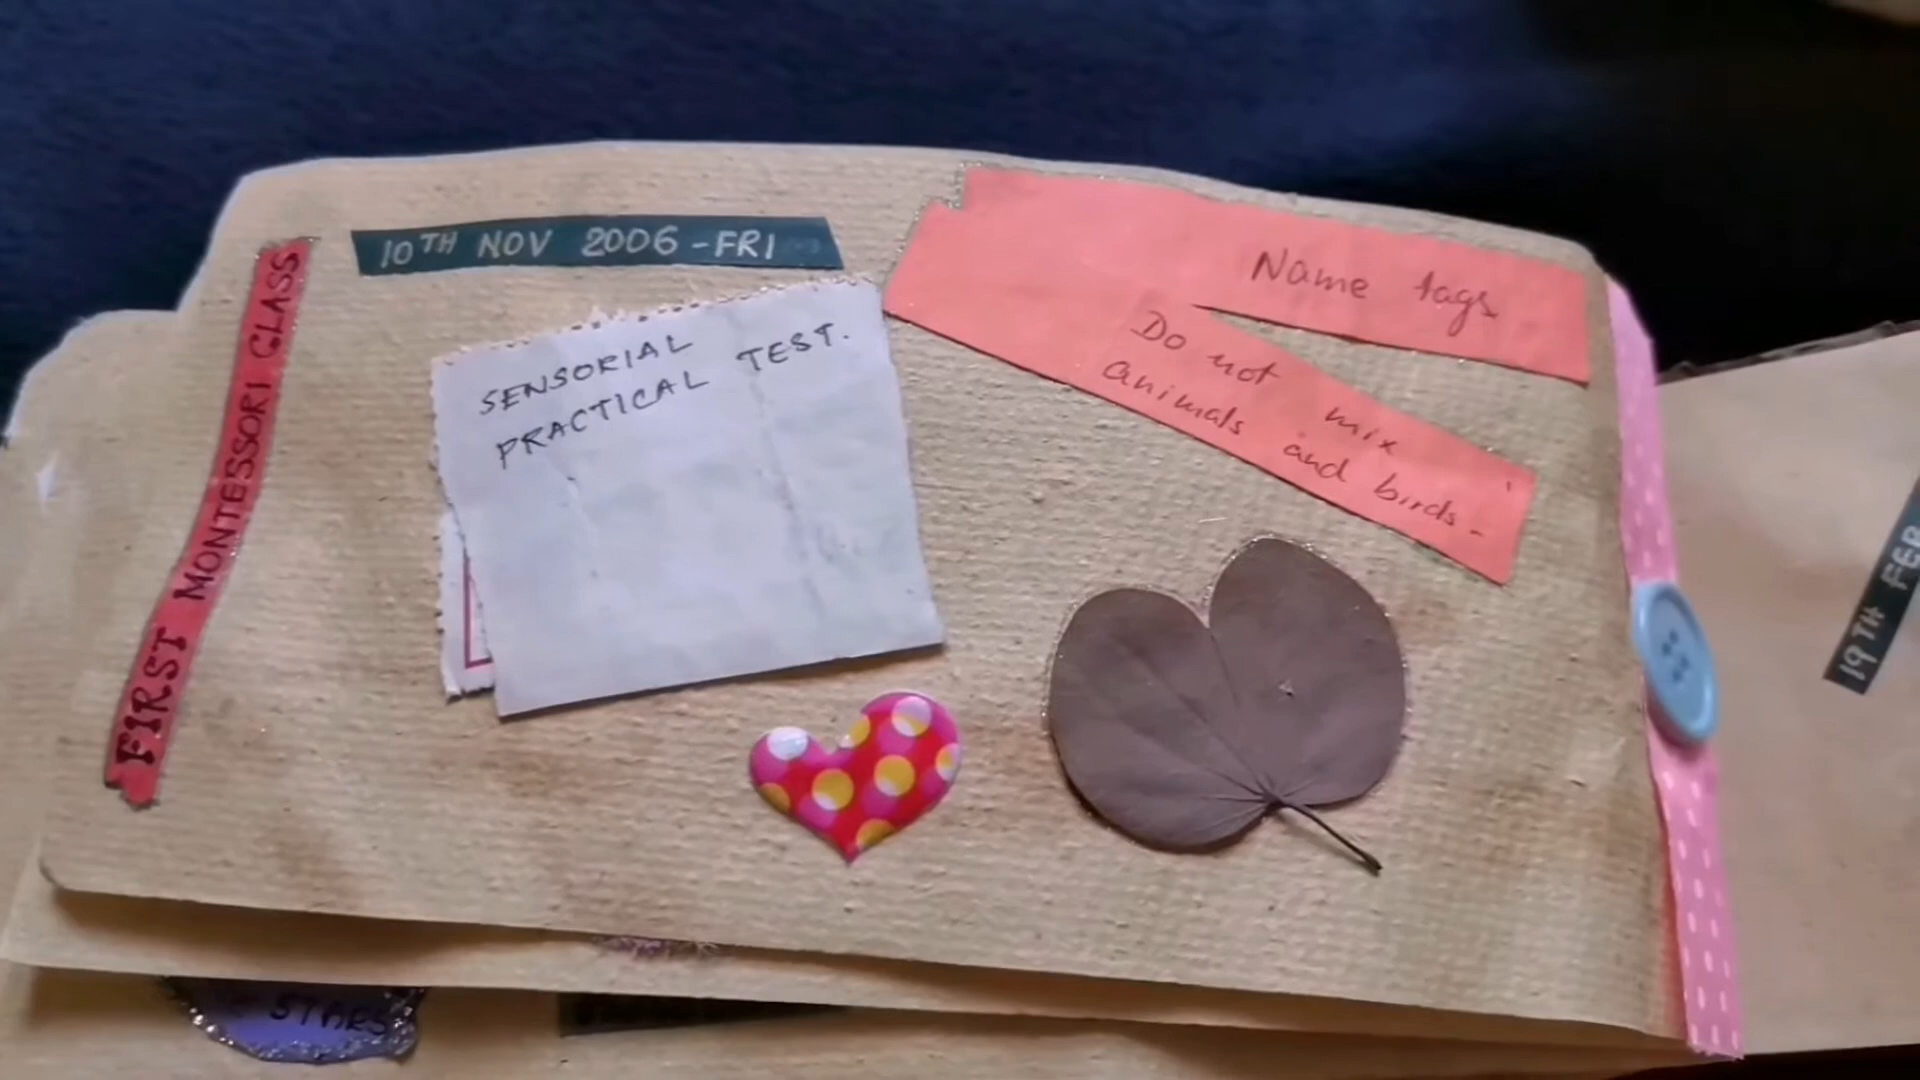 10TH NOV 2006 - FRI
FIRST MONTESSORI CLASS
SENSORIAL
PRACTICAL TEST.
Name tags
Do not mix
animals and birds -
19TH FEB
STARS